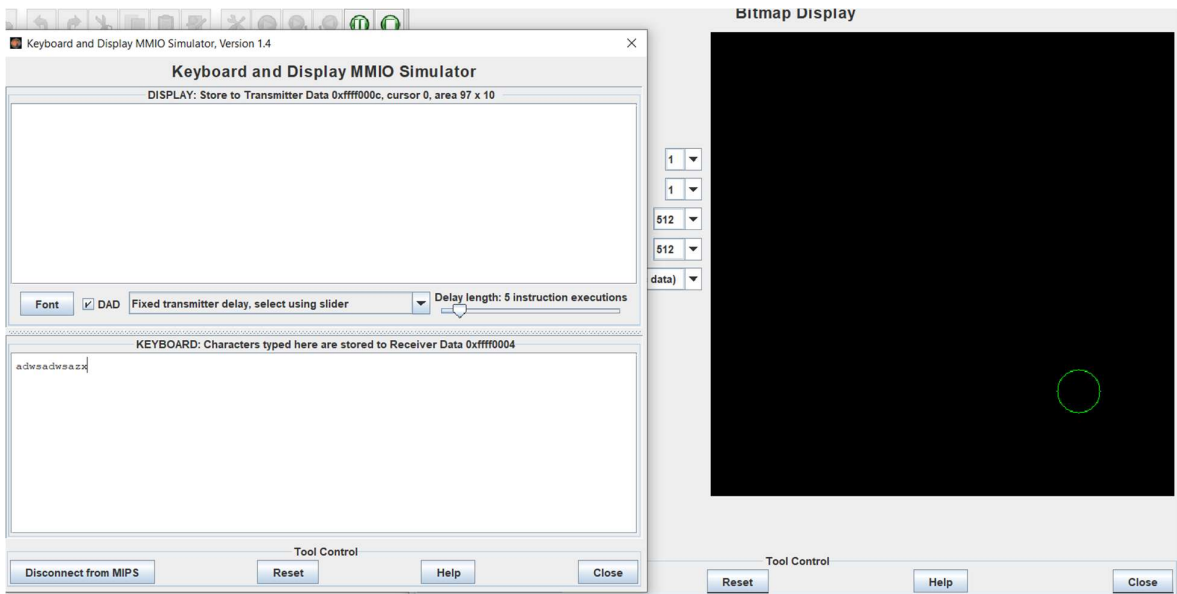 Bitmap Display
Keyboard and Display MMIO Simulator, Version 1.4
Keyboard and Display MMIO Simulator
DISPLAY: Store to Transmitter Data 0xffff000c, cursor 0, area 97 x 10
1
1
512
512
data)
Font
DAD
Fixed transmitter delay, select using slider
Delay length: 5 instruction executions
KEYBOARD: Characters typed here are stored to Receiver Data 0xffff0004
adwsadwsazx
Tool Control
Disconnect from MIPS
Reset
Help
Close
Tool Control
Reset
Help
Close